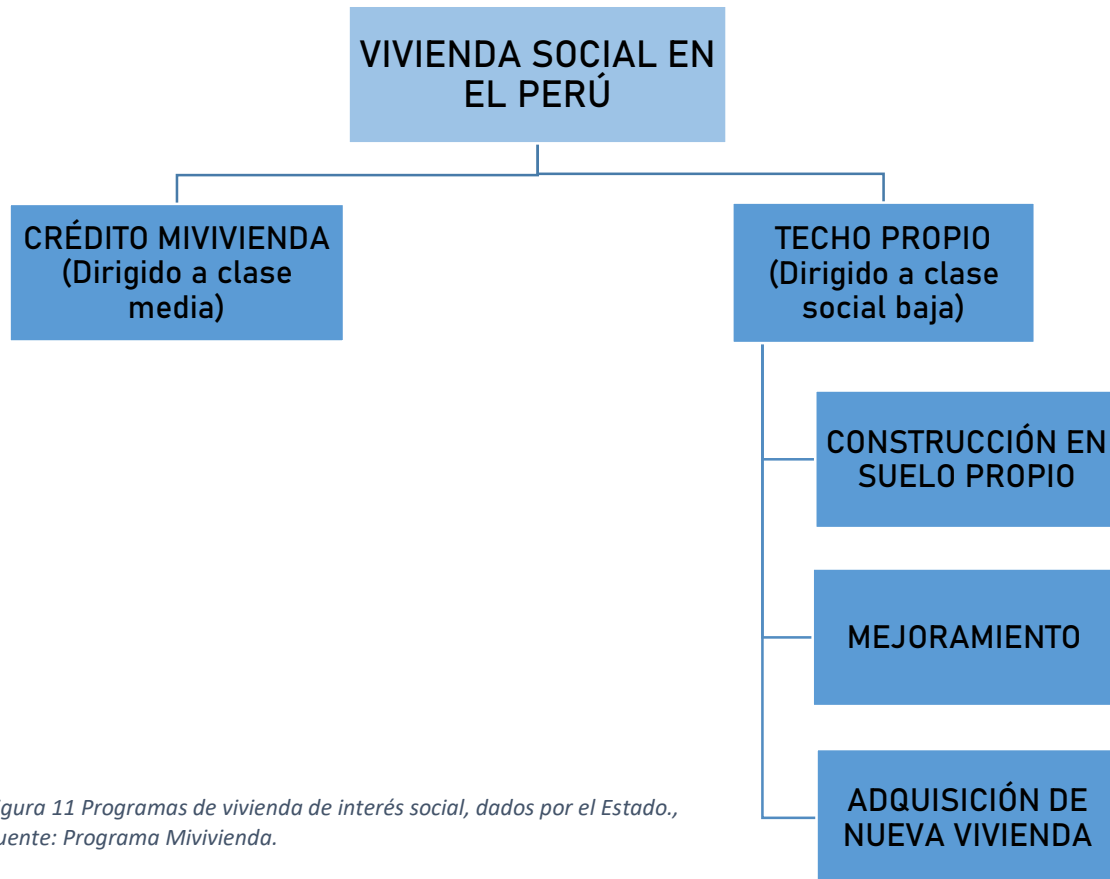 VIVIENDA SOCIAL EN
EL PERÚ
CRÉDITO MIVIVIENDA
(Dirigido a clase
media)
TECHO PROPIO
(Dirigido a clase
social baja)
CONSTRUCCIÓN EN
SUELO PROPIO
MEJORAMIENTO
ADQUISICIÓN DE
NUEVA VIVIENDA
igura 11 Programas de vivienda de interés social, dados por el Estado.,
uente: Programa Mivivienda.